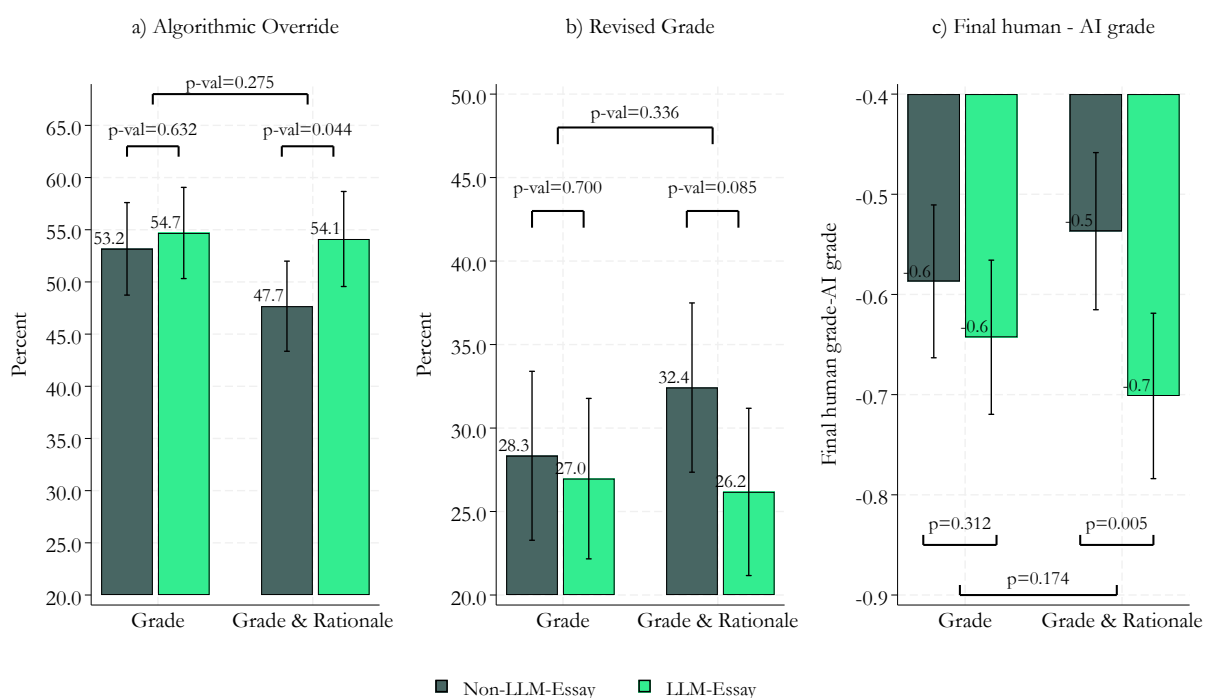 a) Algorithmic Override
p-val=0.275
p-val=0.632
p-val=0.044
65.0
60.0
55.0
50.0
45.0
40.0
35.0
30.0
25.0
20.0
Percent
53.2
54.7
47.7
54.1
Grade
Grade & Rationale
b) Revised Grade
p-val=0.336
p-val=0.700
p-val=0.085
50.0
45.0
40.0
35.0
30.0
25.0
20.0
Percent
28.3
27.0
32.4
26.2
Grade
Grade & Rationale
c) Final human - AI grade
-0.4
-0.5
-0.6
-0.7
-0.8
-0.9
Final human grade-AI grade
-0.6
-0.6
-0.5
-0.7
p=0.312
p=0.005
p=0.174
Grade
Grade & Rationale
Non-LLM-Essay
LLM-Essay